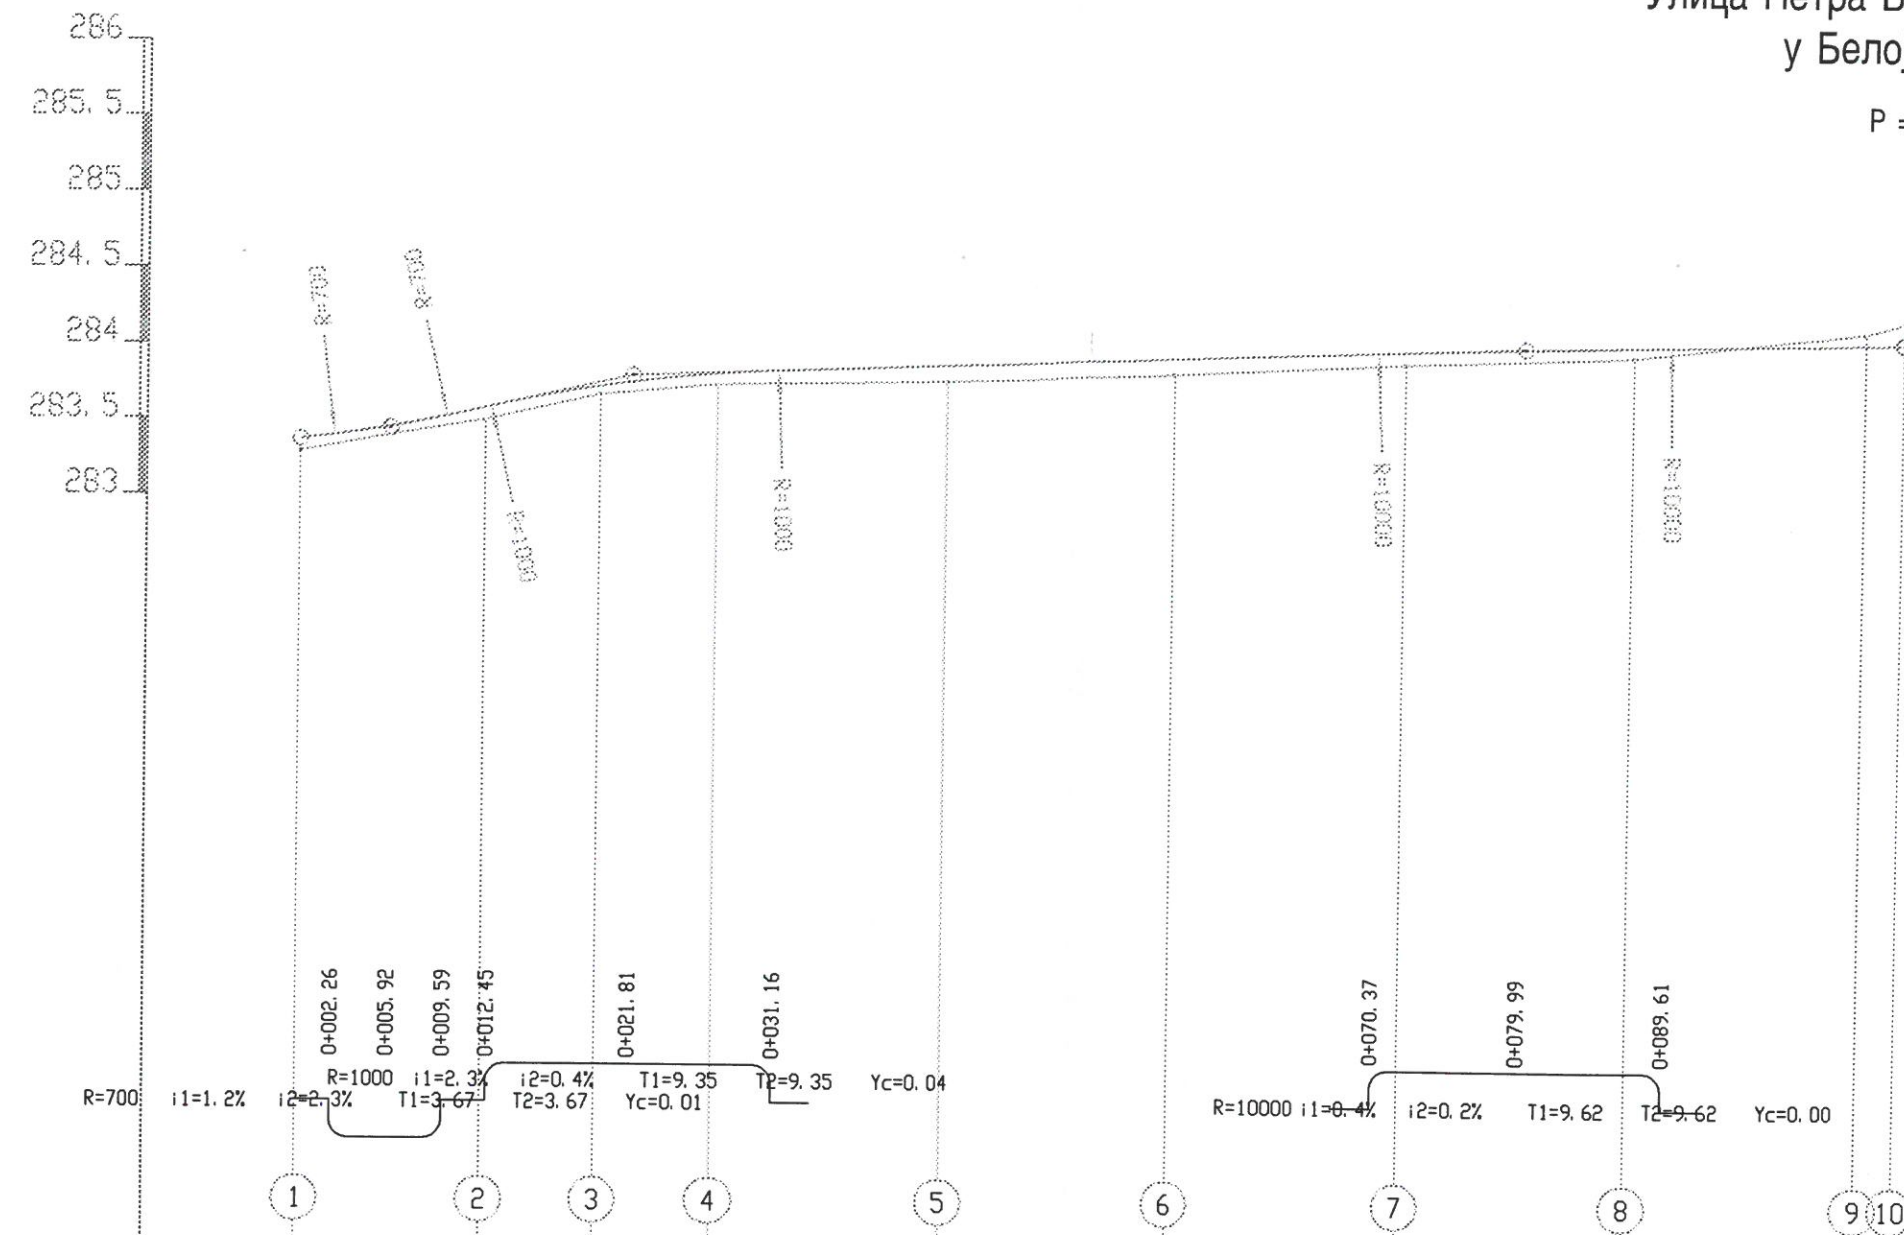 Улица Петра
у Бело
Р =
286
285.5
285
284.5
284
283.5
283
R=700
R=700
R=1000
R=1000
R=10000
R=10000
0+002.26
0+005.92
0+009.59
0+012.45
0+021.81
0+031.16
0+070.37
0+079.99
0+089.61
R=1000 i1=2.3% i2=0.4% T1=9.35 T2=9.35 Yc=0.04
R=700 i1=1.2% i2=2.3% T1=3.67 T2=3.67 Yc=0.01
R=10000 i1=0.4% i2=0.2% T1=9.62 T2=9.62 Yc=0.00
1 2 3 4 5 6 7 8 9 10